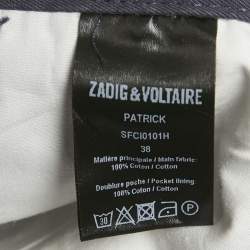 ZADIG & VOLTAIRE
PATRICK
SFCI0101H
38
Matière principale / Main fabric:
100% Coton / Cotton
Doublure poche / Pocket lining:
100% Coton / Cotton
30